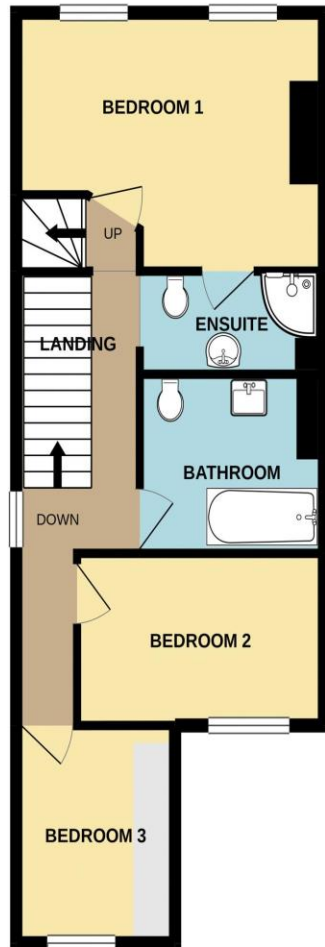 BEDROOM 1
UP
ENSUITE
LANDING
BATHROOM
DOWN
BEDROOM 2
BEDROOM 3